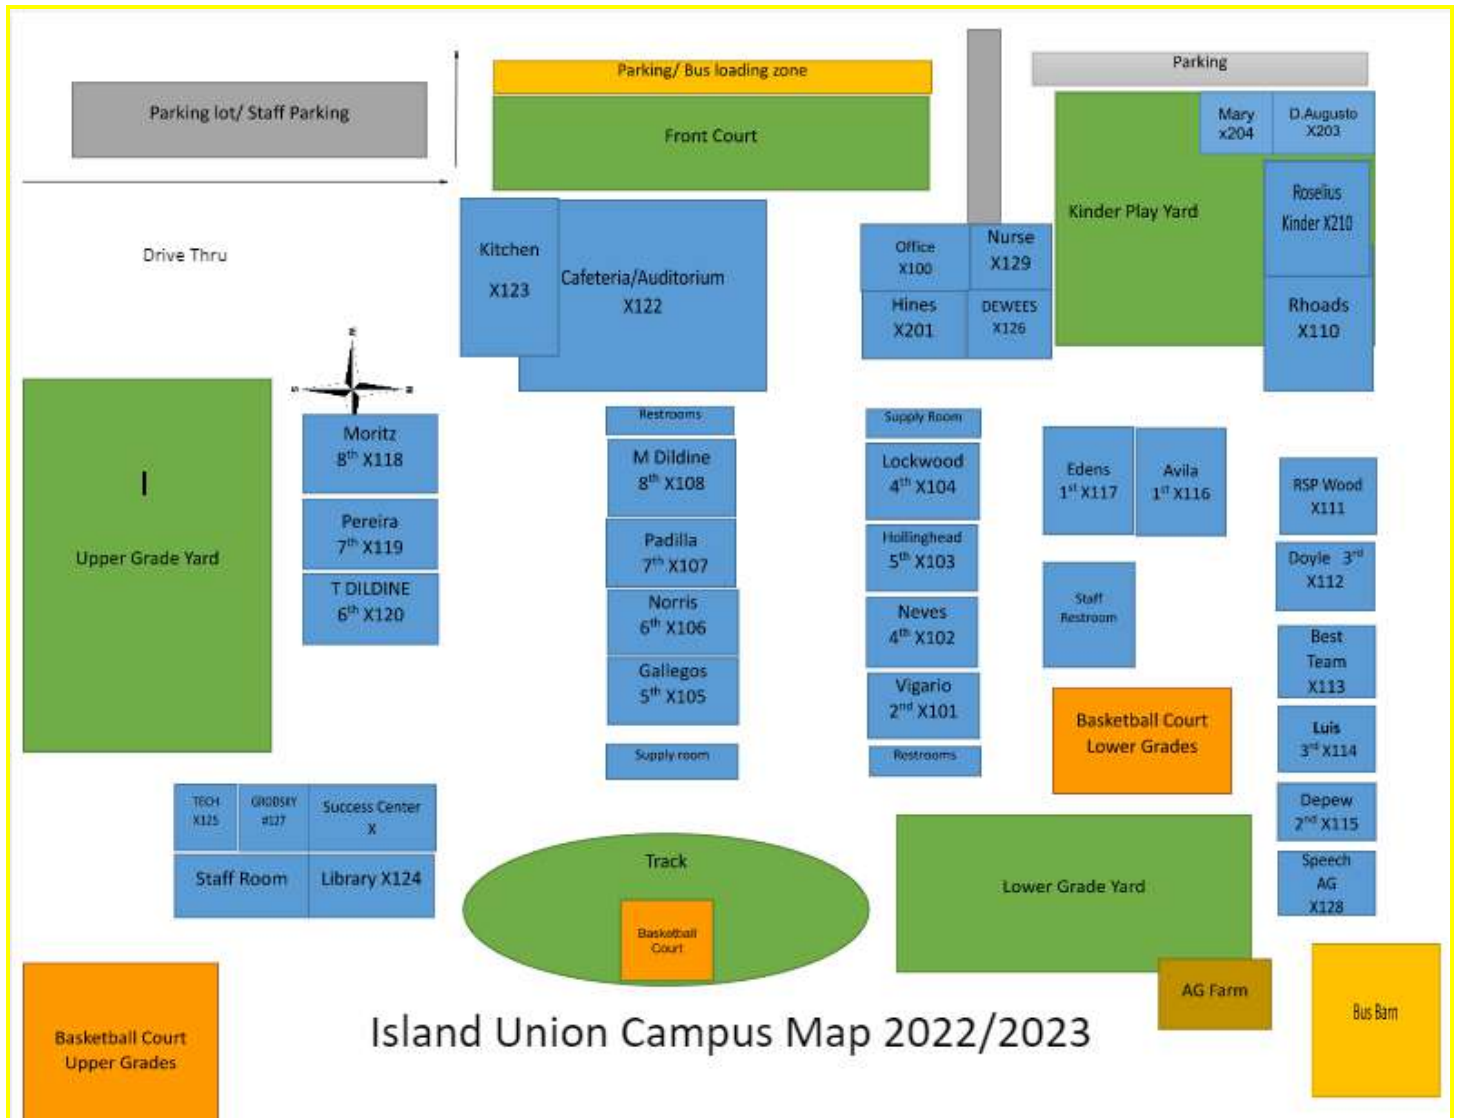 Parking/ Bus loading zone
Parking
Parking lot/ Staff Parking
Front Court
Mary
x204
D.Augusto
X203
Kinder Play Yard
Roselius
Kinder X210
Drive Thru
Kitchen
X123
Cafeteria/Auditorium
X122
Office
X100
Nurse
X129
Hines
X201
DEWEES
X126
Rhoads
X110
Upper Grade Yard
Moritz
8th X118
Pereira
7th X119
T DILDINE
6th X120
Restrooms
M Dildine
8th X108
Padilla
7th X107
Norris
6th X106
Gallegos
5th X105
Supply room
Supply Room
Lockwood
4th X104
Hollinghead
5th X103
Neves
4th X102
Vigario
2nd X101
Restrooms
Edens
1st X117
Avila
1st X116
Staff
Restroom
Basketball Court
Lower Grades
RSP Wood
X111
Doyle 3rd
X112
Best
Team
X113
Luis
3rd X114
Depew
2nd X115
Speech
AG
X128
TECH
X125
GRODSKY
#127
Success Center
X
Staff Room
Library X124
Track
Basketball
Court
Lower Grade Yard
AG Farm
Bus Barn
Basketball Court
Upper Grades
Island Union Campus Map 2022/2023